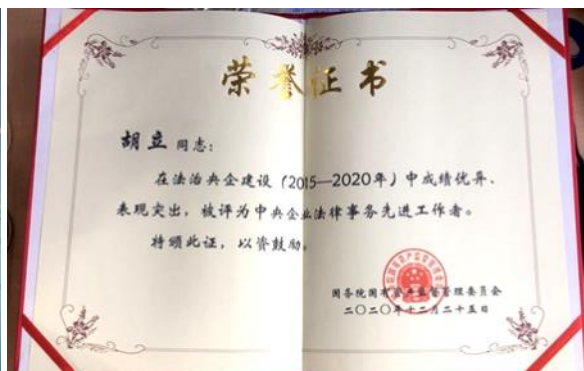 荣誉证书
胡立同志：
在法治央企建设（2015—2020年）中成绩优异、
表现突出，被评为中央企业法律事务先进工作者。
特颁此证，以资鼓励。
国务院国有资产监督管理委员会
二〇二〇年十二月二十五日